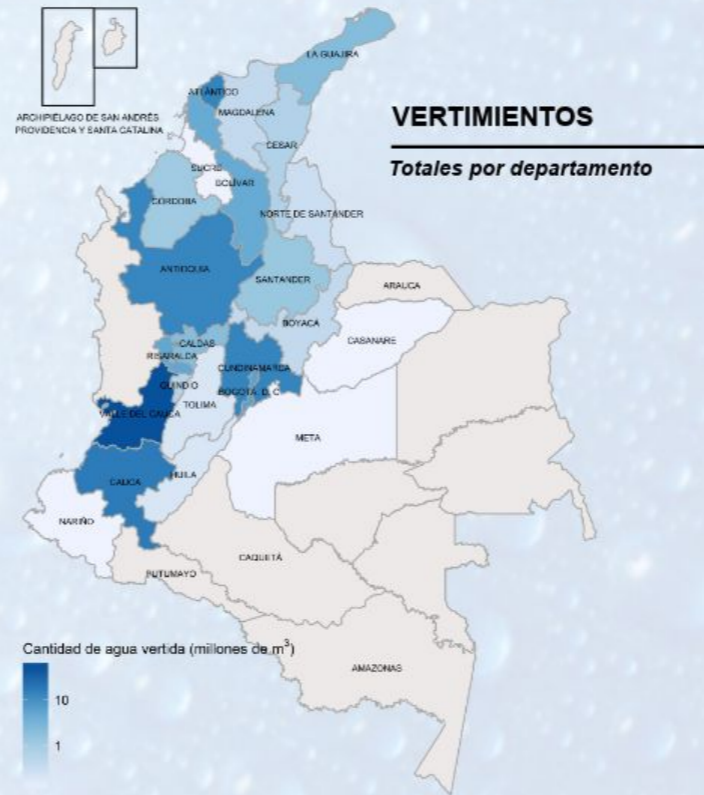 ARCHIPIÉLAGO DE SAN ANDRÉS
PROVIDENCIA Y SANTA CATALINA
VERTIMIENTOS
Totales por departamento
LA GUAJIRA
ATLÁNTICO
MAGDALENA
CESAR
SUCRE
BOLÍVAR
CÓRDOBA
NORTE DE SANTANDER
ANTIOQUIA
SANTANDER
ARAUCA
BOYACÁ
CASANARE
CALDAS
RISARALDA
CUNDINAMARCA
QUINDÍO
BOGOTÁ, D. C.
TOLIMA
VALLE DEL CAUCA
META
HUILA
CAUCA
NARIÑO
CAQUETÁ
PUTUMAYO
AMAZONAS
Cantidad de agua vertida (millones de m³)
10
1